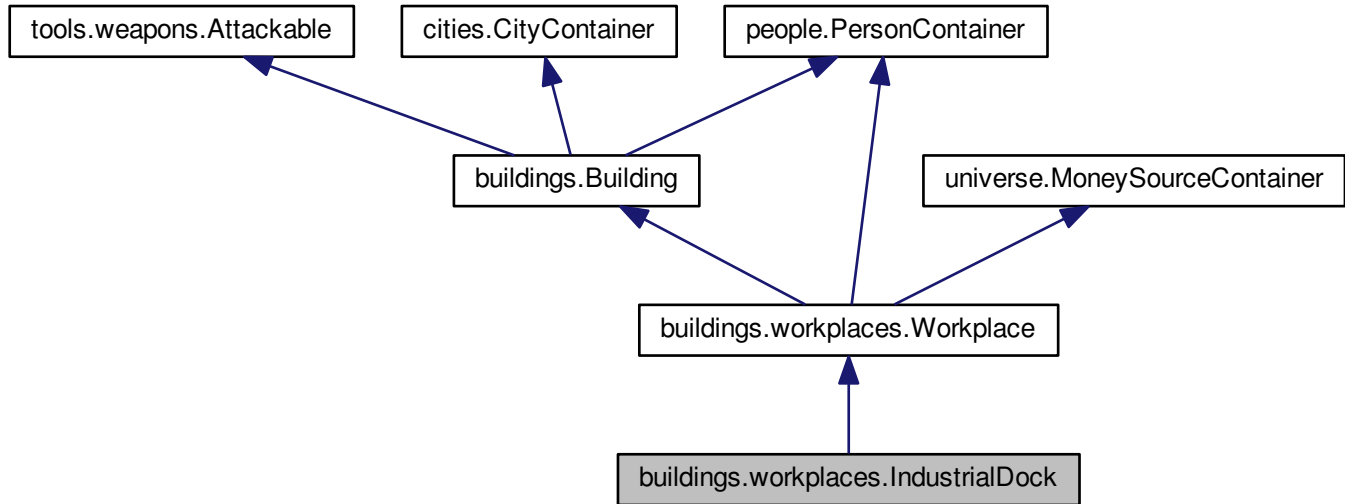 tools.weapons.Attackable
cities.CityContainer
people.PersonContainer
buildings.Building
universe.MoneySourceContainer
buildings.workplaces.Workplace
buildings.workplaces.IndustrialDock